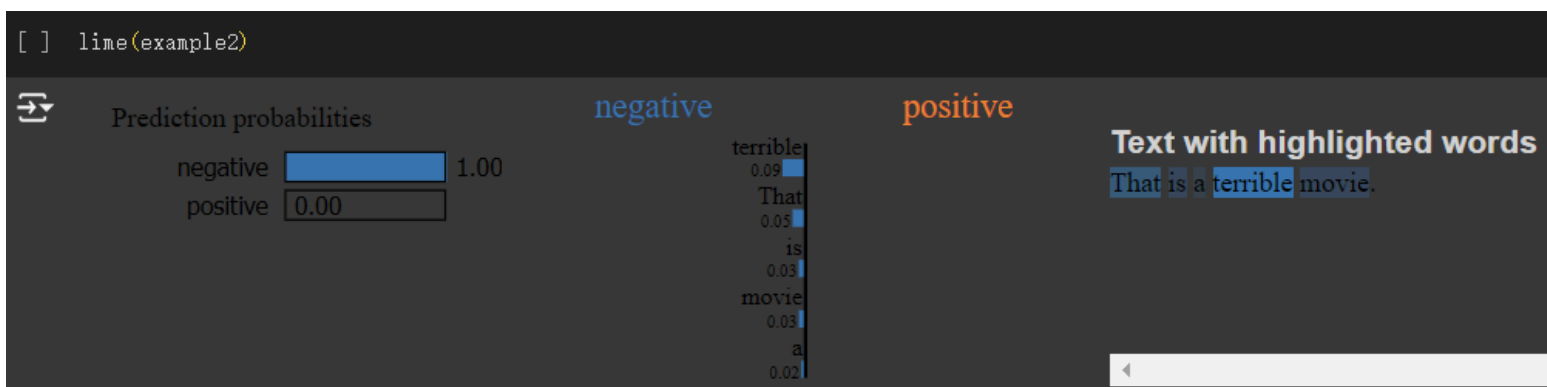 [ ] lime(example2)
Prediction probabilities
negative 1.00
positive 0.00
negative positive
terrible
0.09
That
0.05
is
0.03
movie
0.03
a
0.02
Text with highlighted words
That is a terrible movie.